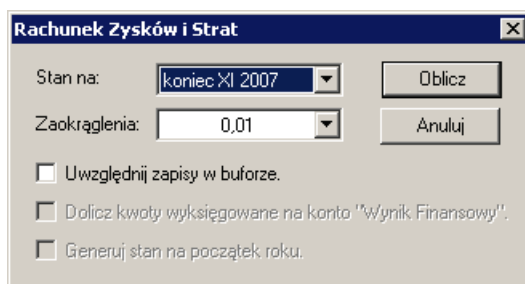 Rachunek Zysków i Strat
Stan na: koniec XI 2007 Oblicz
Zaokrąglenia: 0,01 Anuluj
Uwzględnij zapisy w buforze.
Dolicz kwoty wyksięgowane na konto "Wynik Finansowy".
Generuj stan na początek roku.